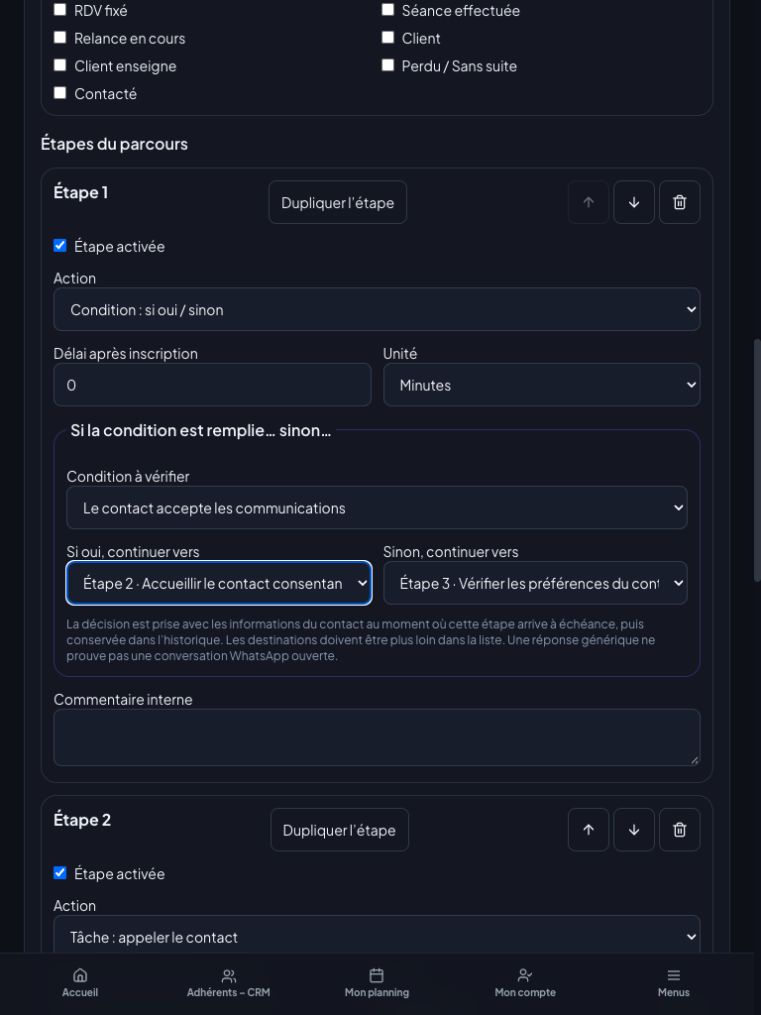 RDV fixé
Séance effectuée
Relance en cours
Client
Client enseigne
Perdu / Sans suite
Contacté
Étapes du parcours
Étape 1
Dupliquer l'étape
Étape activée
Action
Condition : si oui / sinon
Délai après inscription
Unité
0
Minutes
Si la condition est remplie… sinon…
Condition à vérifier
Le contact accepte les communications
Si oui, continuer vers
Sinon, continuer vers
Étape 2 · Accueillir le contact consentan
Étape 3 · Vérifier les préférences du con
La décision est prise avec les informations du contact au moment où cette étape arrive à échéance, puis
conservée dans l'historique. Les destinations doivent être plus loin dans la liste. Une réponse générique ne
prouve pas une conversation WhatsApp ouverte.
Commentaire interne
Étape 2
Dupliquer l'étape
Étape activée
Action
Tâche : appeler le contact
Accueil
Adhérents – CRM
Mon planning
Mon compte
Menus